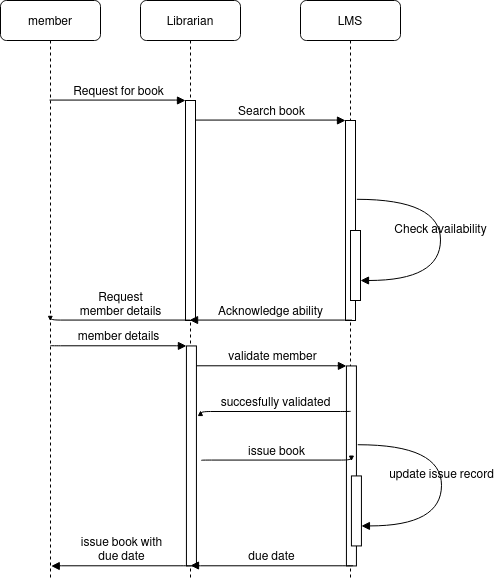 member
Librarian
LMS
Request for book
Search book
Check availability
Request
member details
Acknowledge ability
member details
validate member
succesfully validated
issue book
update issue record
issue book with
due date
due date